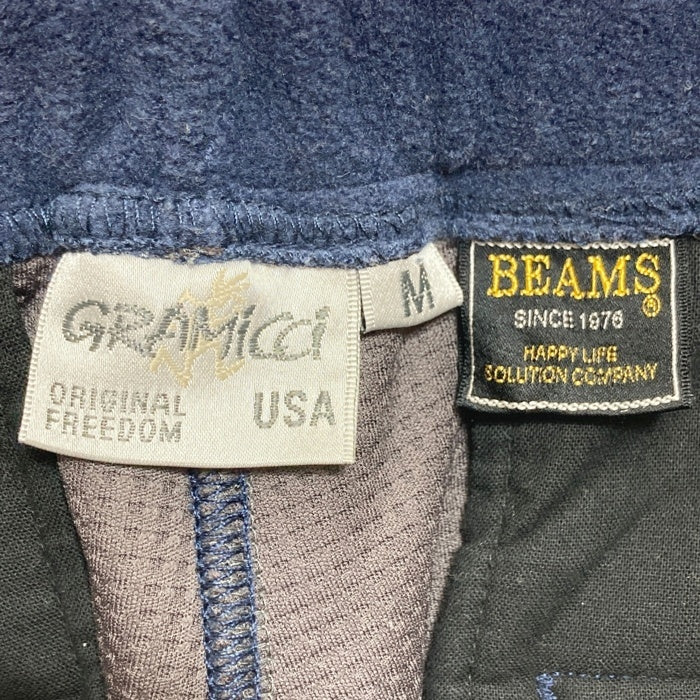 GRAMiCCi
ORIGINAL
FREEDOM
USA
M
BEAMS®
SINCE 1976
HAPPY LIFE
SOLUTION COMPANY